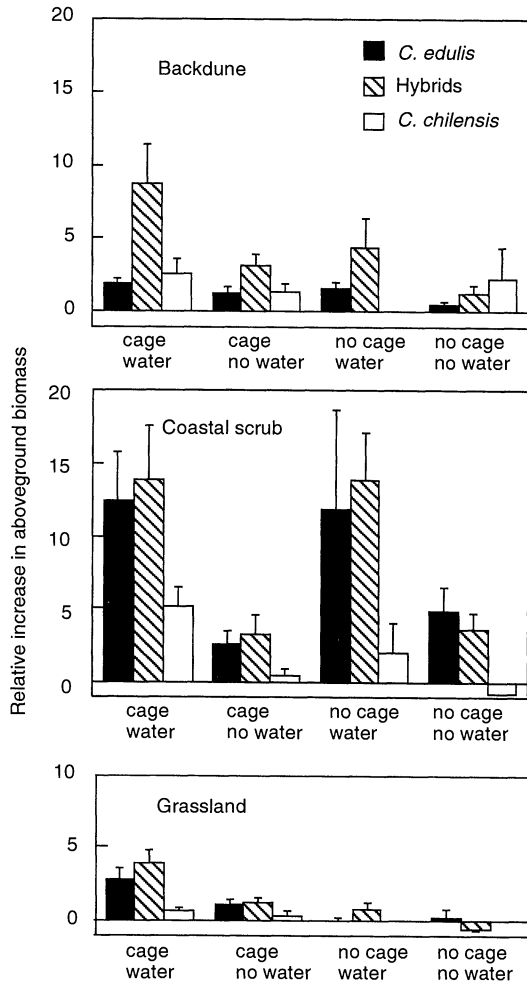 Relative increase in aboveground biomass
20
15
10
5
0
Backdune
C. edulis
Hybrids
C. chilensis
cage
water
cage
no water
no cage
water
no cage
no water
20
15
10
5
0
Coastal scrub
cage
water
cage
no water
no cage
water
no cage
no water
10
5
0
Grassland
cage
water
cage
no water
no cage
water
no cage
no water